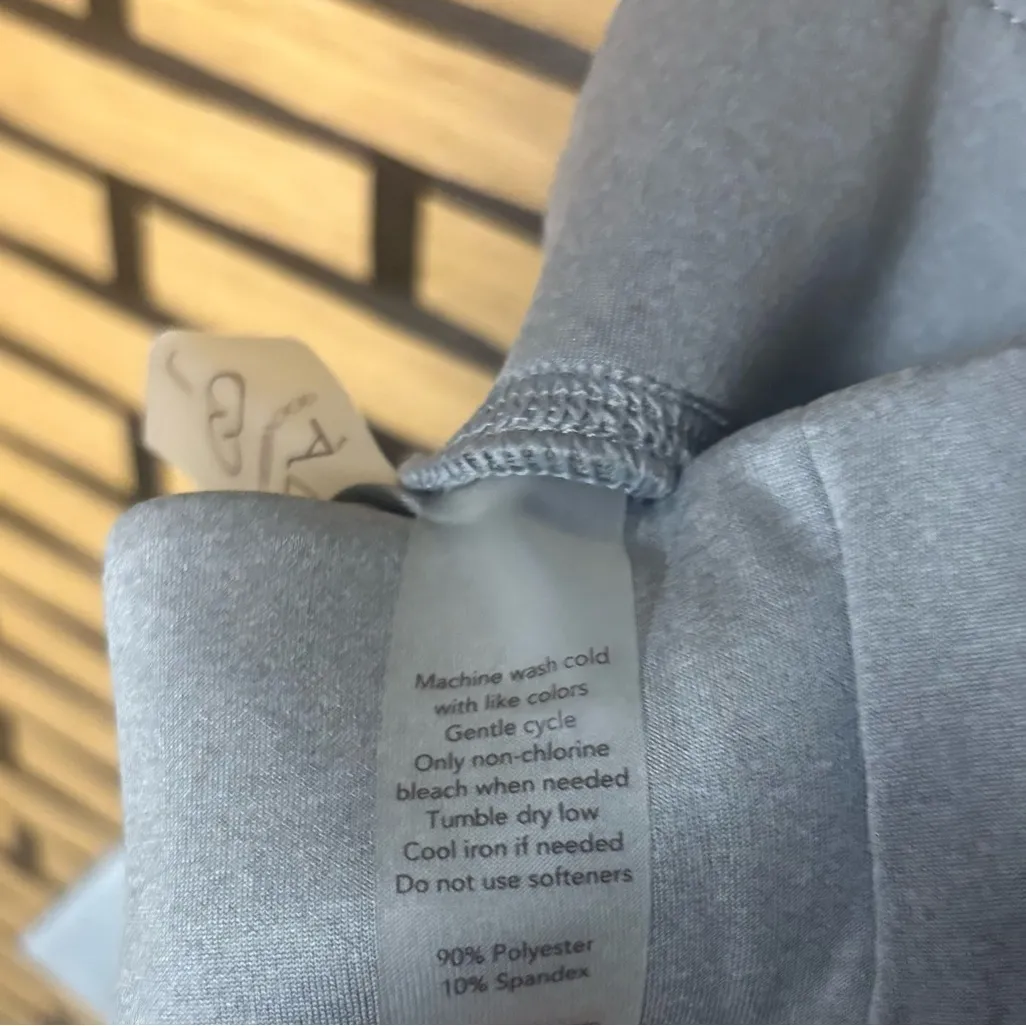 Machine wash cold
with like colors
Gentle cycle
Only non-chlorine
bleach when needed
Tumble dry low
Cool iron if needed
Do not use softeners
90% Polyester
10% Spandex